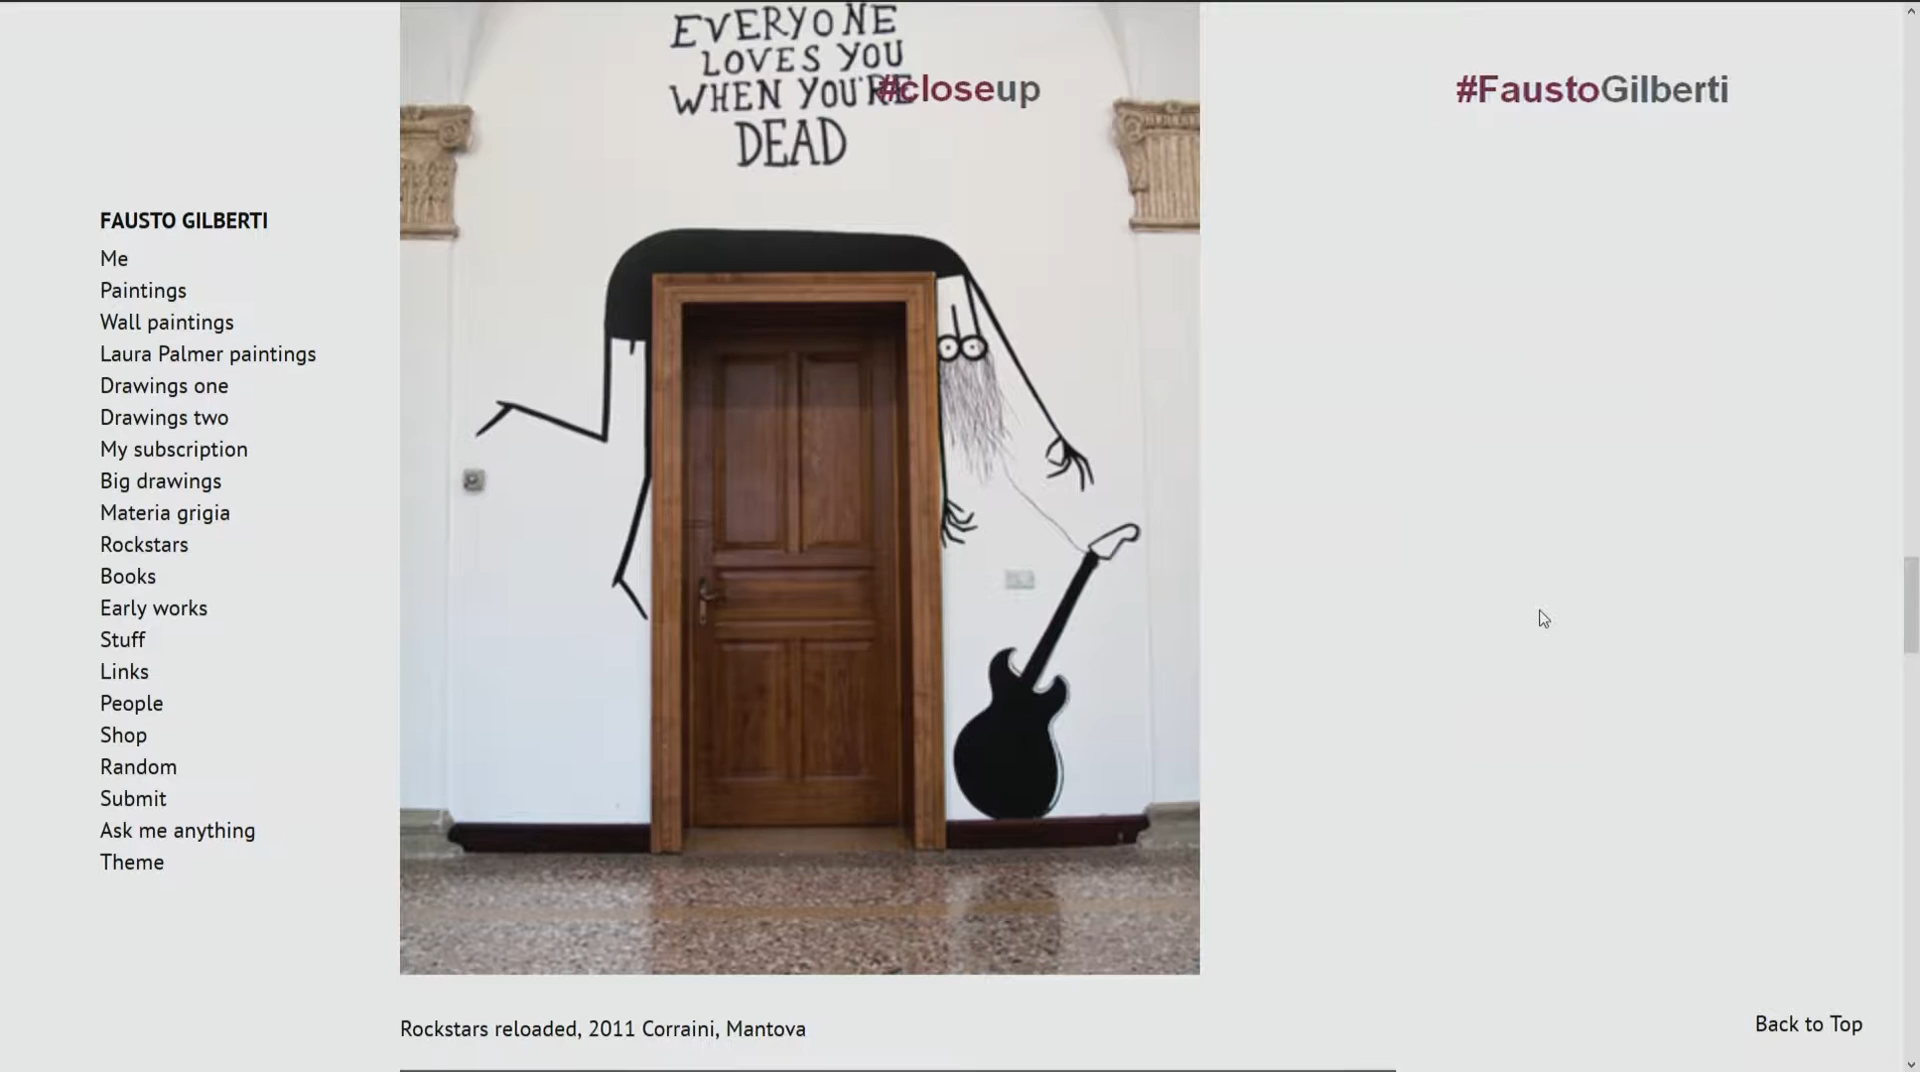 EVERYONE
LOVES YOU
WHEN YOU'RE
DEAD
#closeup
#FaustoGilberti
FAUSTO GILBERTI
Me
Paintings
Wall paintings
Laura Palmer paintings
Drawings one
Drawings two
My subscription
Big drawings
Materia grigia
Rockstars
Books
Early works
Stuff
Links
People
Shop
Random
Submit
Ask me anything
Theme
Rockstars reloaded, 2011 Corraini, Mantova
Back to Top